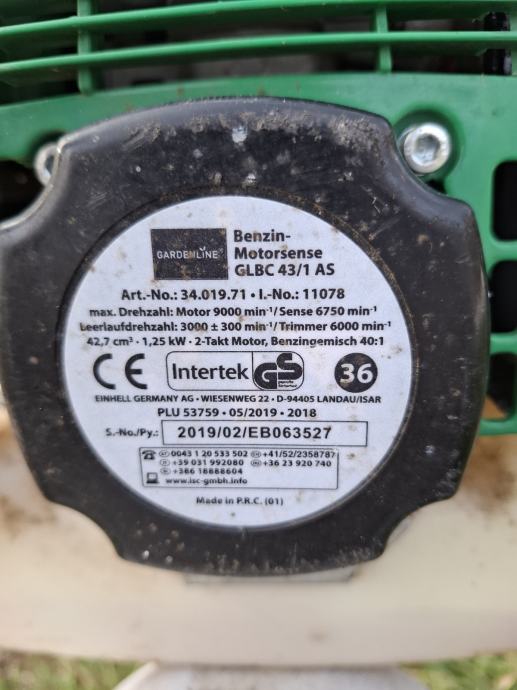 GARDENLINE®
Benzin-
Motorsense
GLBC 43/1 AS
Art.-No.: 34.019.71 • I.-No.: 11078
max. Drehzahl: Motor 9000 min⁻¹/Sense 6750 min⁻¹
Leerlaufdrehzahl: 3000 ± 300 min⁻¹/Trimmer 6000 min⁻¹
42,7 cm³ • 1,25 kW • 2-Takt Motor, Benzingemisch 40:1
CE Intertek GS geprüfte Sicherheit 36
EINHELL GERMANY AG • WIESENWEG 22 • D-94405 LANDAU/ISAR
PLU 53759 • 05/2019 • 2018
S.-No./Py.: 2019/02/EB063527
0043 1 20 533 502 +41/52/2358787
+39 031 992080 +36 23 920 740
+386 18888604
www.isc-gmbh.info
Made in P.R.C. (01)